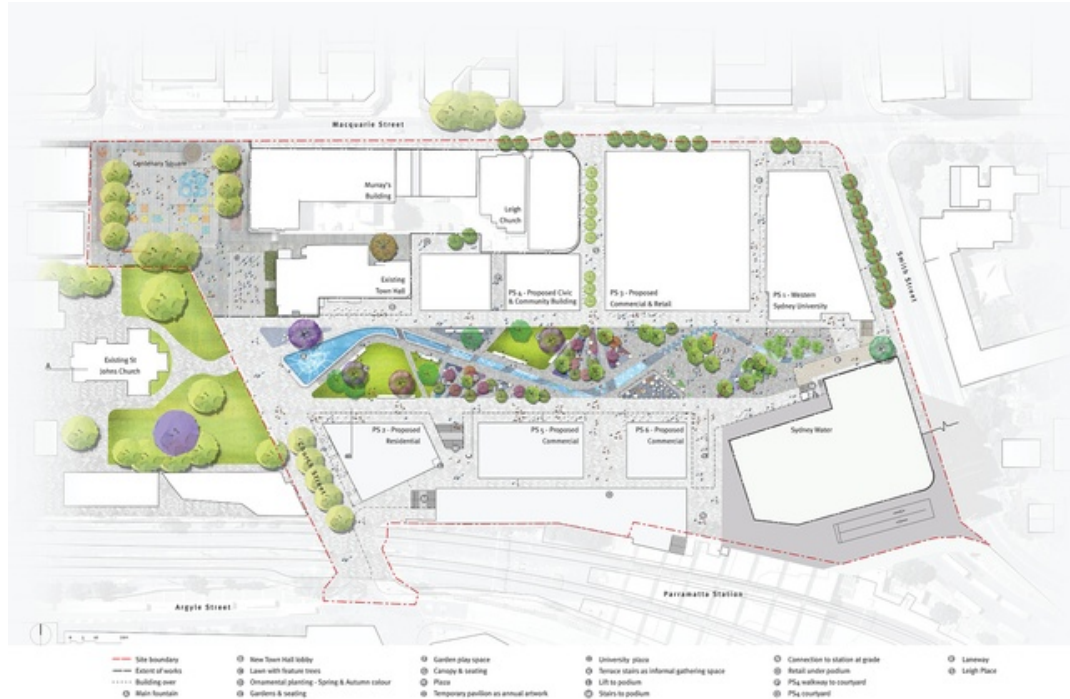 Macquarie Street
Centenary Square
Murray's
Building
Leigh
Church
Existing
Town Hall
PS 4 - Proposed Civic
& Community Building
PS 3 - Proposed
Commercial & Retail
PS 1 - Western
Sydney University
Smith Street
A
Existing St
Johns Church
Church Street
PS 2 - Proposed
Residential
PS 5 - Proposed
Commercial
PS 6 - Proposed
Commercial
Sydney Water
Argyle Street
Parramatta Station
Site boundary
Extent of works
Building over
Main fountain
New Town Hall lobby
Lawn with feature trees
Ornamental planting - Spring & Autumn colour
Gardens & seating
Garden play space
Canopy & seating
Plaza
Temporary pavilion as annual artwork
University plaza
Terrace stairs as informal gathering space
Lift to podium
Stairs to podium
Connection to station at grade
Retail under podium
PS4 walkway to courtyard
PS4 courtyard
Laneway
Leigh Place